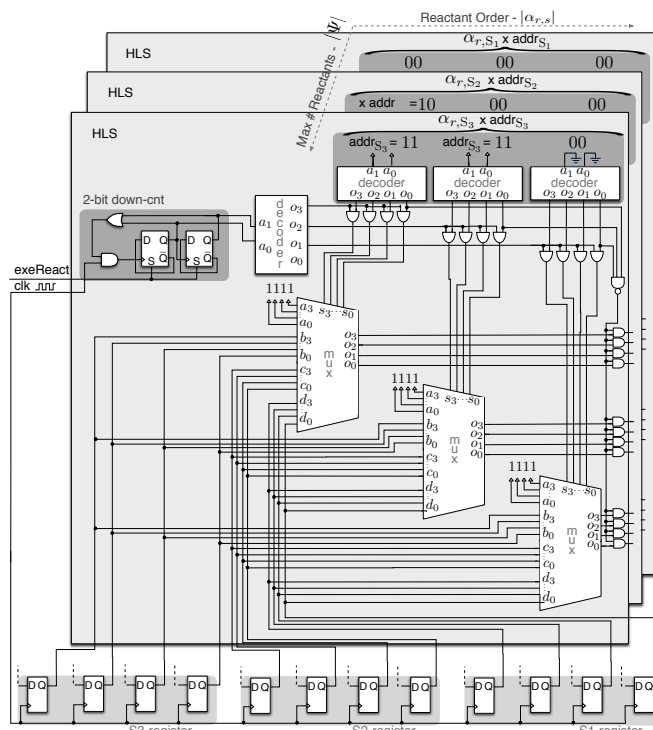 Reactant Order - |α_{r,s}|
Max # Reactants - |Ψ|
HLS
α_{r,S_1} x addr_{S_1}
00 00 00
HLS
α_{r,S_2} x addr_{S_2}
x addr =10 00 00
HLS
α_{r,S_3} x addr_{S_3}
addr_{S_3} = 11 addr_{S_3} = 11 00
a_1 a_0 a_1 a_0 a_1 a_0
decoder decoder decoder
o_3 o_2 o_1 o_0 o_3 o_2 o_1 o_0 o_3 o_2 o_1 o_0
2-bit down-cnt
D Q
Q̄
S
D Q
Q̄
S
a_1
a_0
decoder
o_3
o_2
o_1
o_0
exeReact
clk
1111
a_3
a_0
b_3
b_0
c_3
c_0
d_3
d_0
s_3...s_0
mux
o_3
o_2
o_1
o_0
1111
a_3
a_0
b_3
b_0
c_3
c_0
d_3
d_0
s_3...s_0
mux
o_3
o_2
o_1
o_0
1111
a_3
a_0
b_3
b_0
c_3
c_0
d_3
d_0
s_3...s_0
mux
o_3
o_2
o_1
o_0
D Q D Q D Q D Q D Q D Q D Q D Q D Q D Q D Q D Q
S3 register S2 register S1 register